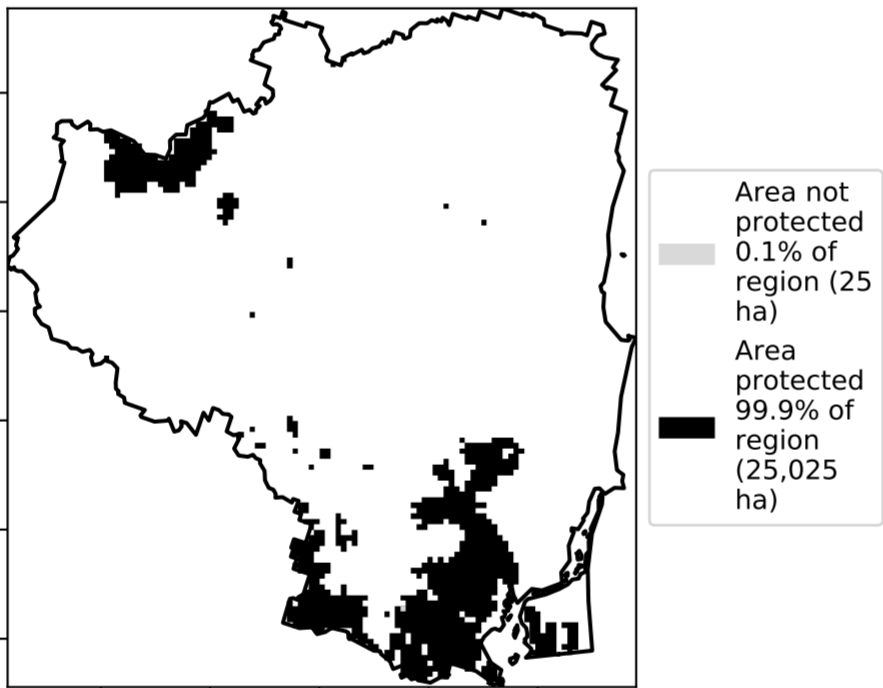 Area not
protected
0.1% of
region (25
ha)
Area
protected
99.9% of
region
(25,025
ha)